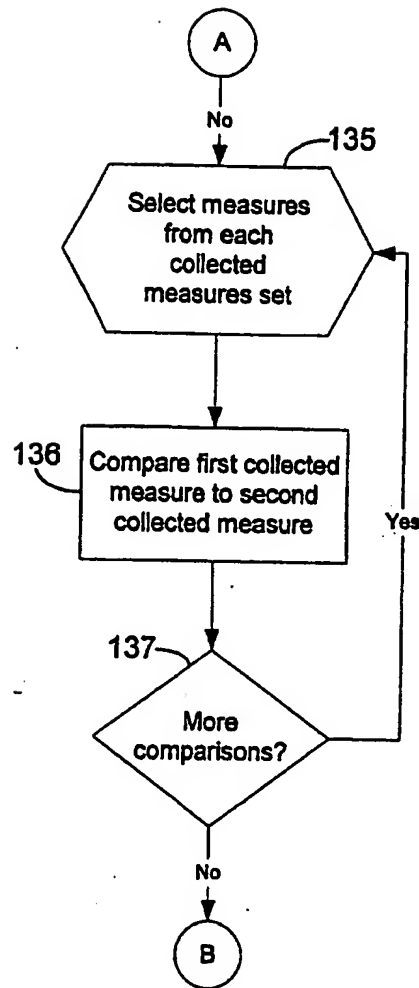 A
No
135
Select measures
from each
collected
measures set
136
Compare first collected
measure to second
collected measure
Yes
137
More
comparisons?
No
B